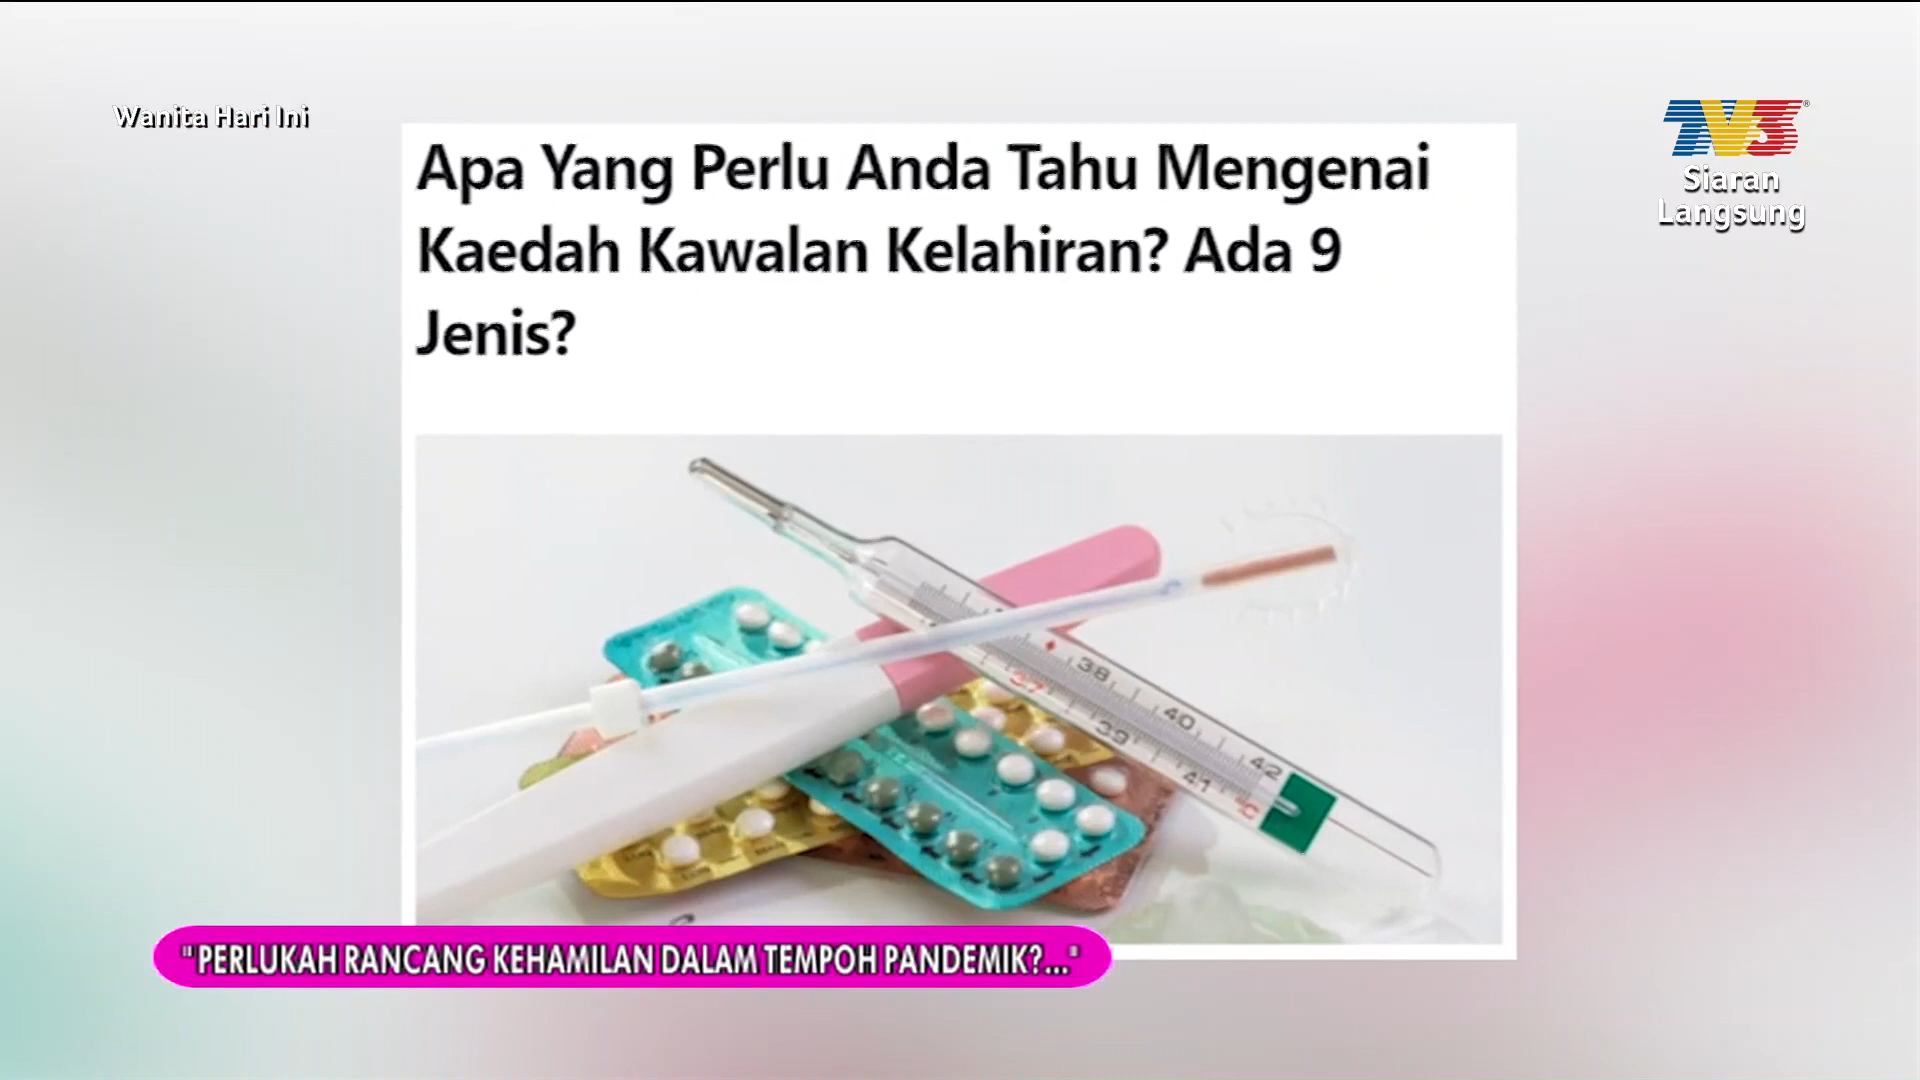 Wanita Hari Ini
TV3
Siaran
Langsung
Apa Yang Perlu Anda Tahu Mengenai
Kaedah Kawalan Kelahiran? Ada 9
Jenis?
37
38
39
40
41
42
°C
"PERLUKAH RANCANG KEHAMILAN DALAM TEMPOH PANDEMIK?..."